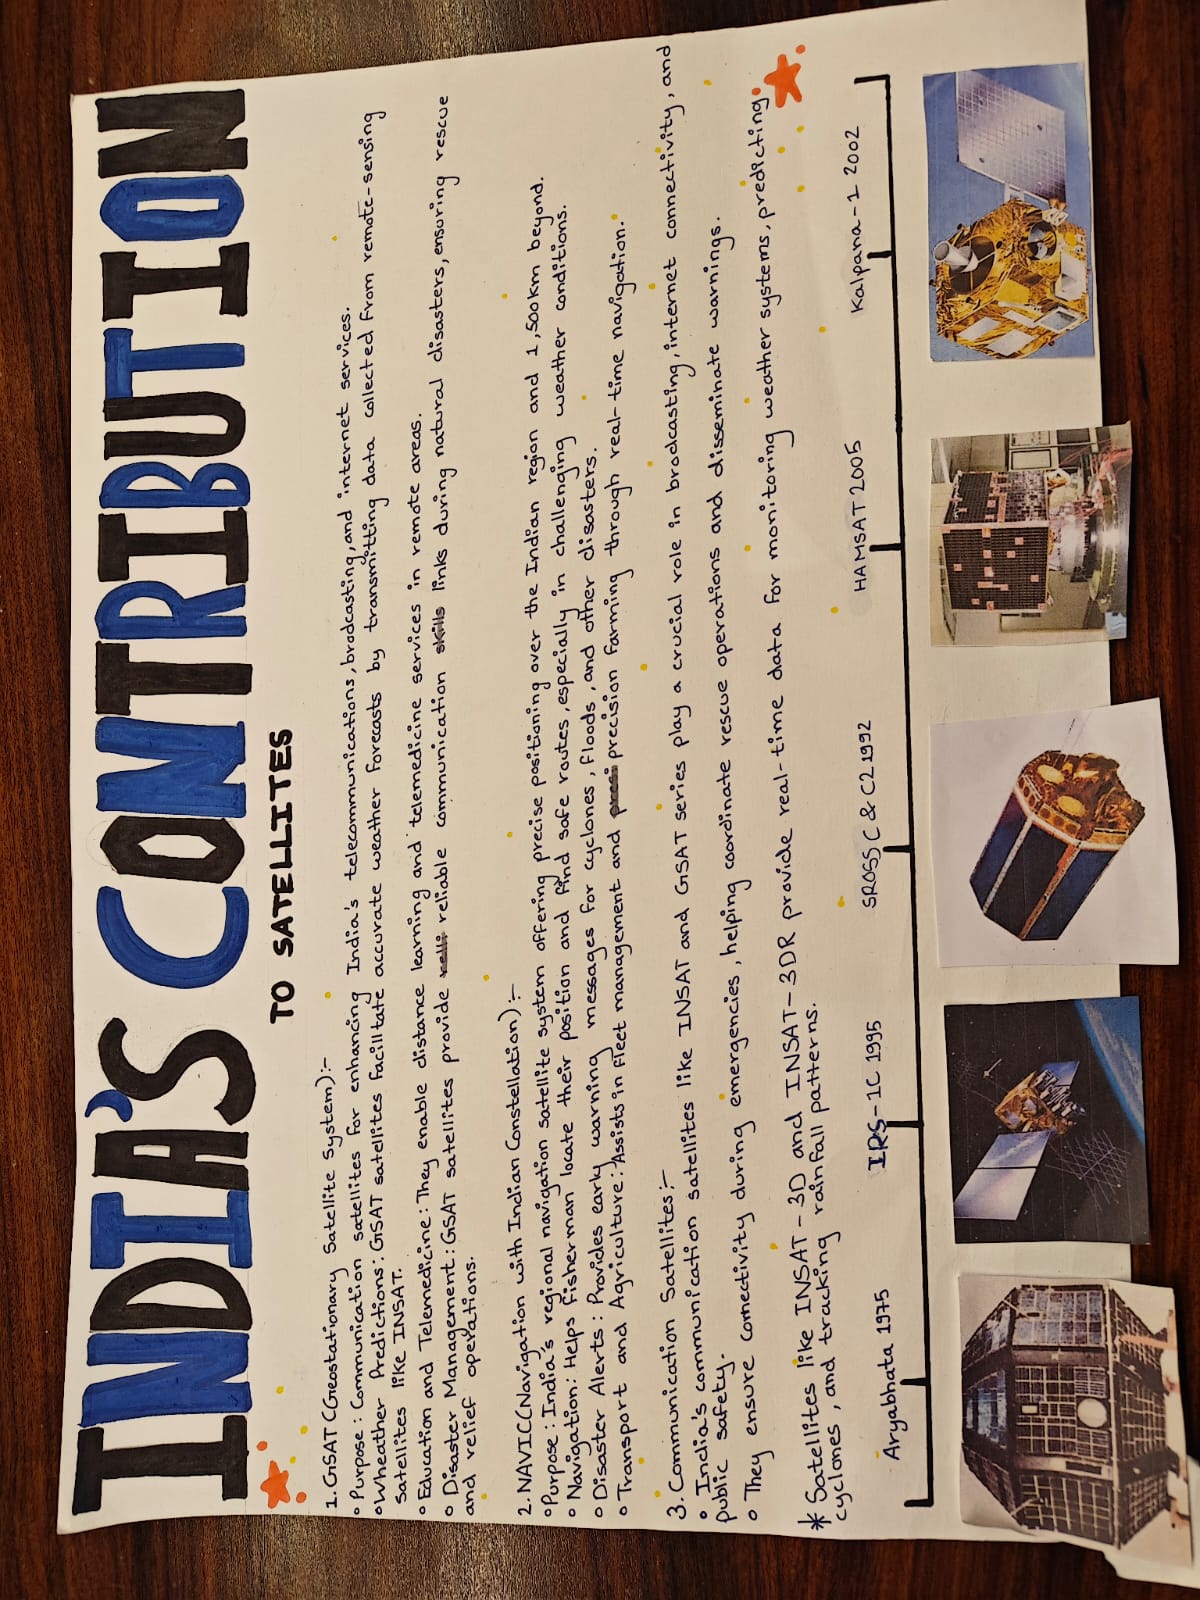 INDIA'S CONTRIBUTION
TO SATELLITES
1. GSAT (Geostationary Satellite System):-
• Purpose: Communication satellites for enhancing India's telecommunications, brodcasting, and internet services.
• Wheather Predictions: GSAT satellites facilitate accurate weather forecasts by transmitting data collected from remote-sensing
satellites like INSAT.
• Education and Telemedicine: They enable distance learning and telemedicine services in remote areas.
• Disaster Management: GSAT satellites provide relli reliable communication skills links during natural disasters, ensuring rescue
and relief operations.
2. NAVIC(Navigation with Indian Constellation):-
• Purpose: India's regional navigation satellite system offering precise positioning over the Indian region and 1,500km beyond.
• Navigation: Helps fisherman locate their position and find safe routes, especially in challenging weather conditions.
• Disaster Alerts: Provides early warning messages for cyclones, floods, and other disasters.
• Transport and Agriculture: Assists in fleet management and presi precision farming through real-time navigation.
3. Communication Satellites:-
• India's communication satellites like INSAT and GSAT series play a crucial role in brodcasting, internet connectivity, and
public safety.
• They ensure connectivity during emergencies, helping coordinate rescue operations and disseminate warnings.
* Satellites like INSAT-3D and INSAT-3DR provide real-time data for monitoring weather systems, predicting
cyclones, and tracking rainfall patterns.
Aryabhata 1975 IRS-1C 1995 SROSS C & C2 1992 HAMSAT 2005 Kalpana-1 2002